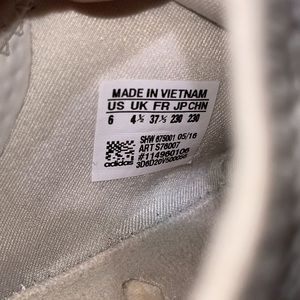 MADE IN VIETNAM
US UK FR JP CHN
6 4½ 37⅓ 230 230
SHW 675001 05/16
ART S76007
#114960106
adidas